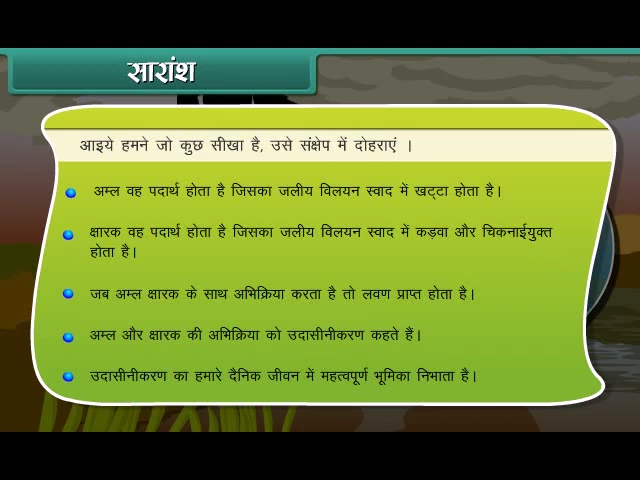 सारांश
आइये हमने जो कुछ सीखा है, उसे संक्षेप में दोहराएं ।
अम्ल वह पदार्थ होता है जिसका जलीय विलयन स्वाद में खट्टा होता है।
क्षारक वह पदार्थ होता है जिसका जलीय विलयन स्वाद में कड़वा और चिकनाईयुक्त
होता है।
जब अम्ल क्षारक के साथ अभिक्रिया करता है तो लवण प्राप्त होता है।
अम्ल और क्षारक की अभिक्रिया को उदासीनीकरण कहते हैं।
उदासीनीकरण का हमारे दैनिक जीवन में महत्वपूर्ण भूमिका निभाता है।